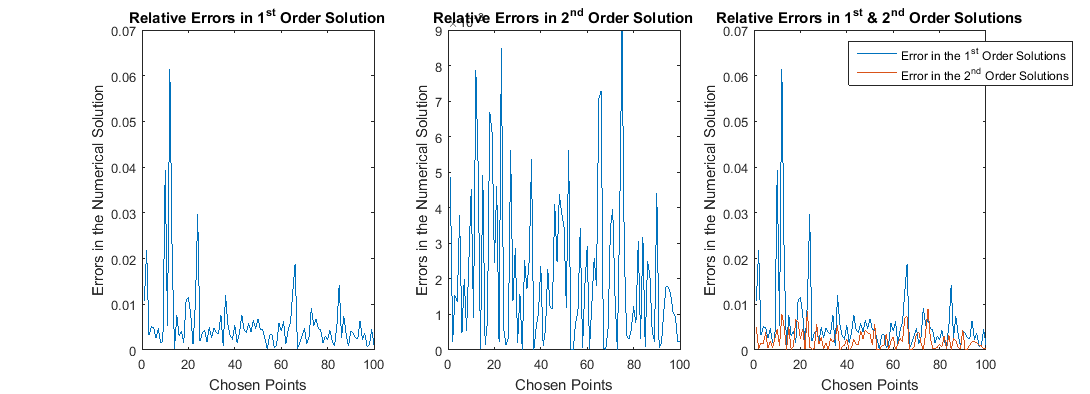 Relative Errors in 1st Order Solution
0.07
0.06
0.05
0.04
0.03
0.02
0.01
0
0 20 40 60 80 100
Errors in the Numerical Solution
Chosen Points
Relative Errors in 2nd Order Solution
9
8
7
6
5
4
3
2
1
0
0 20 40 60 80 100
Errors in the Numerical Solution
Chosen Points
Relative Errors in 1st & 2nd Order Solutions
Error in the 1st Order Solutions
Error in the 2nd Order Solutions
0.07
0.06
0.05
0.04
0.03
0.02
0.01
0
0 20 40 60 80 100
Errors in the Numerical Solution
Chosen Points